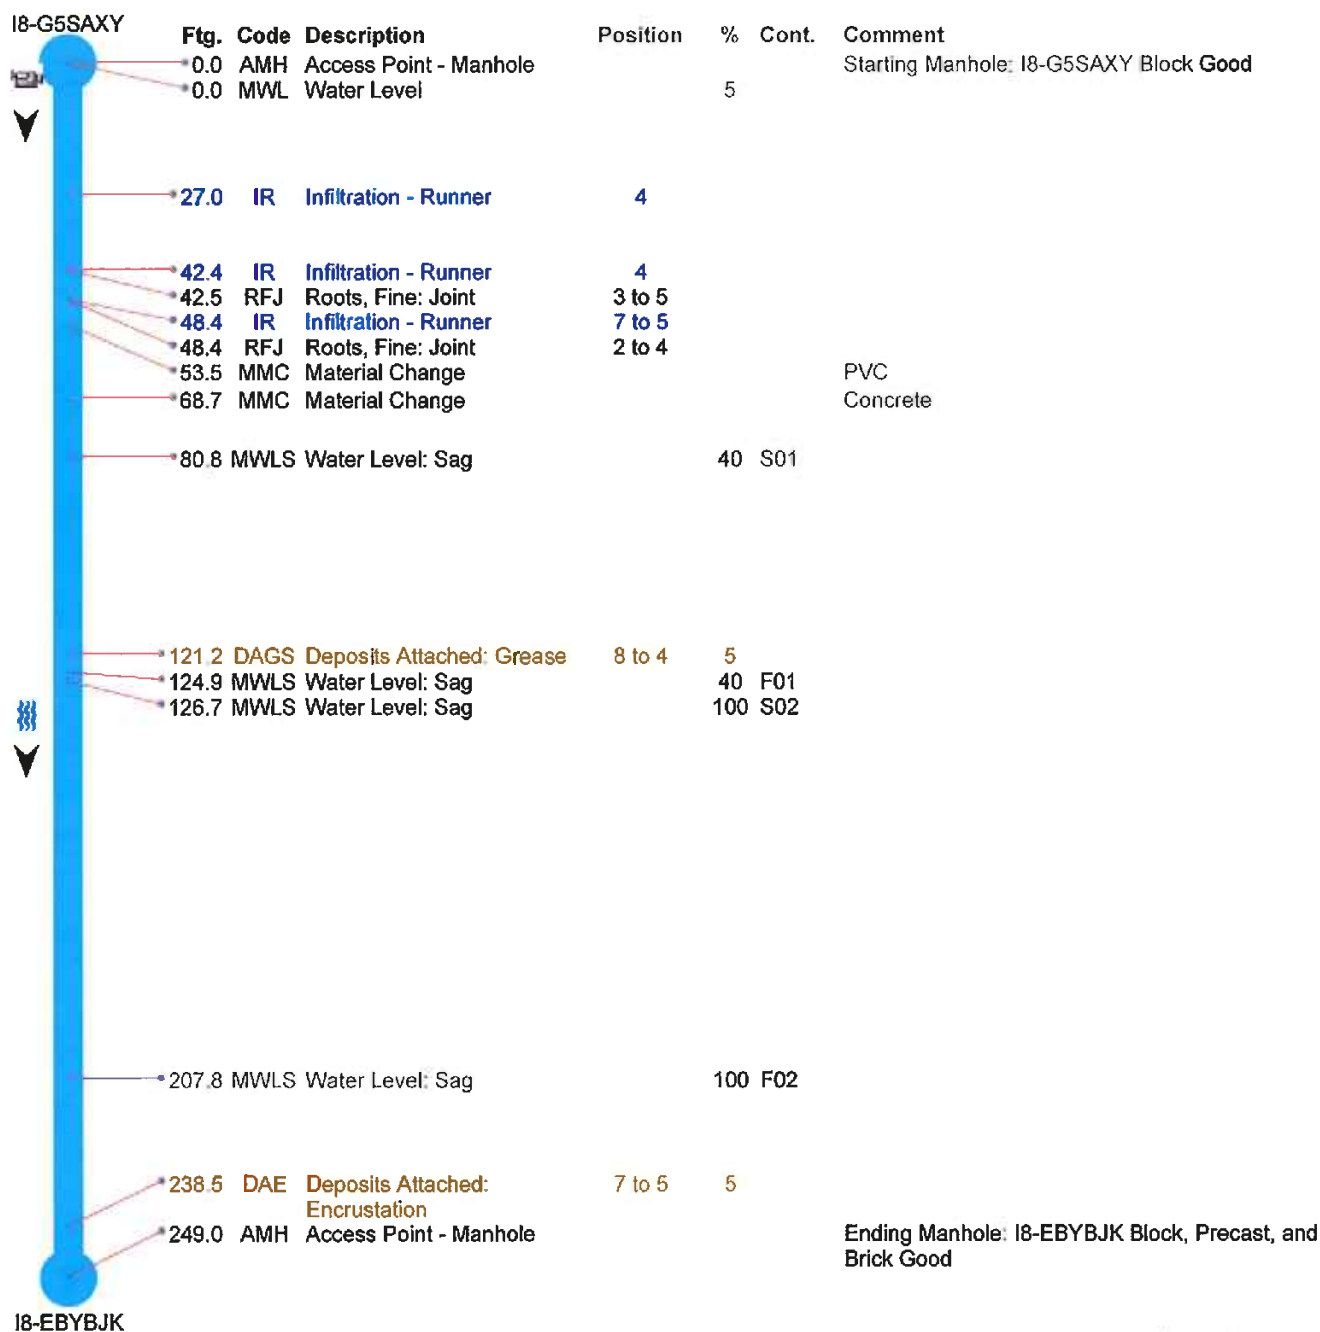 I8-G5SAXY
Ftg. Code Description Position % Cont. Comment
0.0 AMH Access Point - Manhole Starting Manhole: I8-G5SAXY Block Good
0.0 MWL Water Level 5
27.0 IR Infiltration - Runner 4
42.4 IR Infiltration - Runner 4
42.5 RFJ Roots, Fine: Joint 3 to 5
48.4 IR Infiltration - Runner 7 to 5
48.4 RFJ Roots, Fine: Joint 2 to 4
53.5 MMC Material Change PVC
68.7 MMC Material Change Concrete
80.8 MWLS Water Level: Sag 40 S01
121.2 DAGS Deposits Attached: Grease 8 to 4 5
124.9 MWLS Water Level: Sag 40 F01
126.7 MWLS Water Level: Sag 100 S02
207.8 MWLS Water Level: Sag 100 F02
238.5 DAE Deposits Attached: 7 to 5 5
Encrustation
249.0 AMH Access Point - Manhole Ending Manhole: I8-EBYBJK Block, Precast, and
Brick Good
I8-EBYBJK